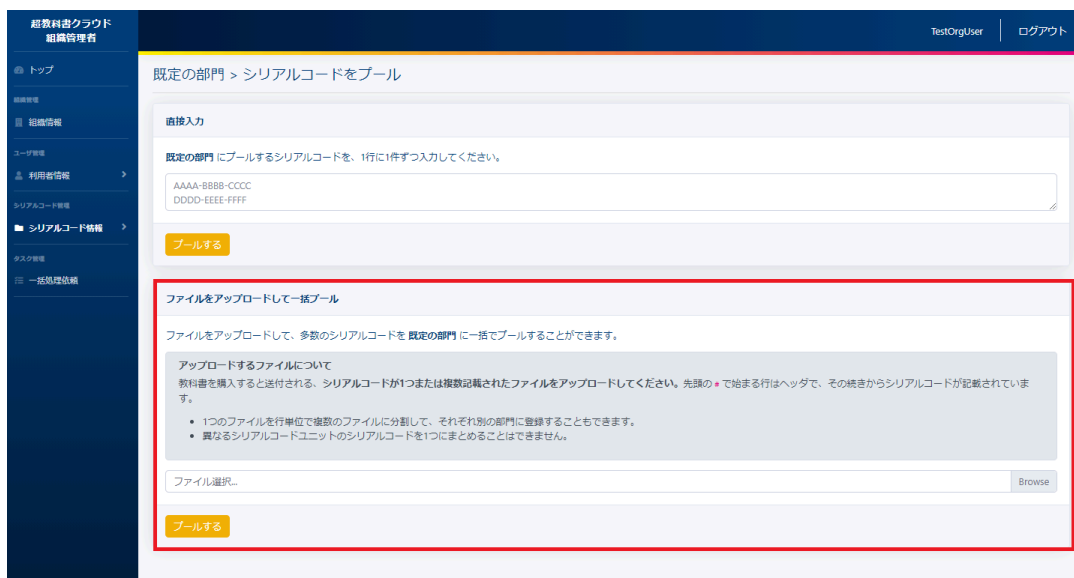 超教科書クラウド
組織管理者
TestOrgUser
ログアウト
トップ
組織管理
組織情報
ユーザ管理
利用者情報
シリアルコード管理
シリアルコード情報
タスク管理
一括処理依頼
既定の部門 > シリアルコードをプール
直接入力
既定の部門 にプールするシリアルコードを、1行に1件ずつ入力してください。
AAAA-BBBB-CCCC
DDDD-EEEE-FFFF
プールする
ファイルをアップロードして一括プール
ファイルをアップロードして、多数のシリアルコードを 既定の部門 に一括でプールすることができます。
アップロードするファイルについて
教科書を購入すると送付される、シリアルコードが1つまたは複数記載されたファイルをアップロードしてください。先頭の * で始まる行はヘッダで、その続きからシリアルコードが記載されていま
す。
• 1つのファイルを行単位で複数のファイルに分割して、それぞれ別の部門に登録することもできます。
• 異なるシリアルコードユニットのシリアルコードを1つにまとめることはできません。
ファイル選択...
Browse
プールする